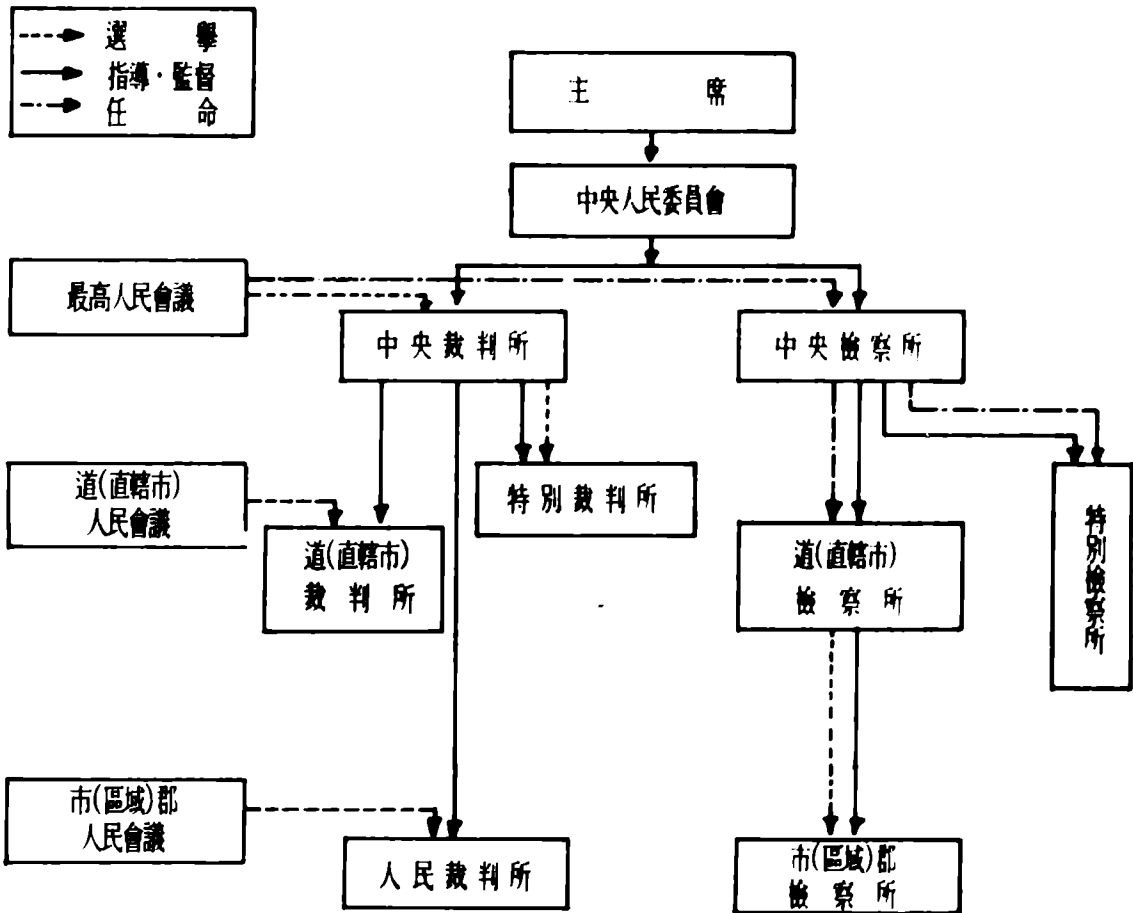 選 擧
指導·監督
任 命
主 席
中央人民委員會
最高人民會議
中央裁判所
中央檢察所
道(直轄市)
人民會議
特別裁判所
特別檢察所
道(直轄市)
裁判所
道(直轄市)
檢察所
市(區域)郡
人民會議
人民裁判所
市(區域)郡
檢察所